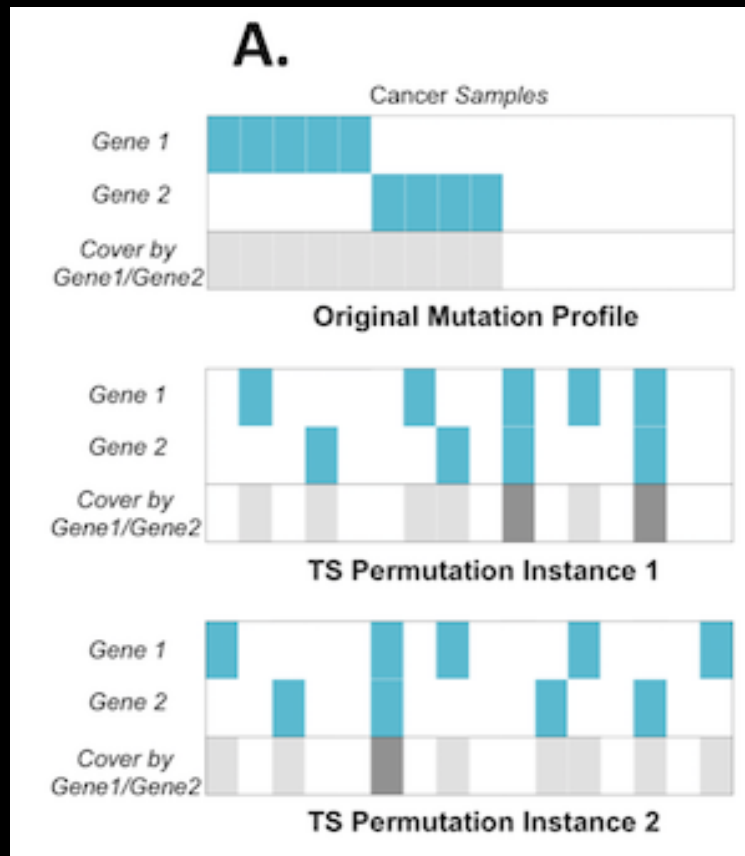 A.
Cancer Samples
Gene 1
Gene 2
Cover by
Gene1/Gene2
Original Mutation Profile
Gene 1
Gene 2
Cover by
Gene1/Gene2
TS Permutation Instance 1
Gene 1
Gene 2
Cover by
Gene1/Gene2
TS Permutation Instance 2